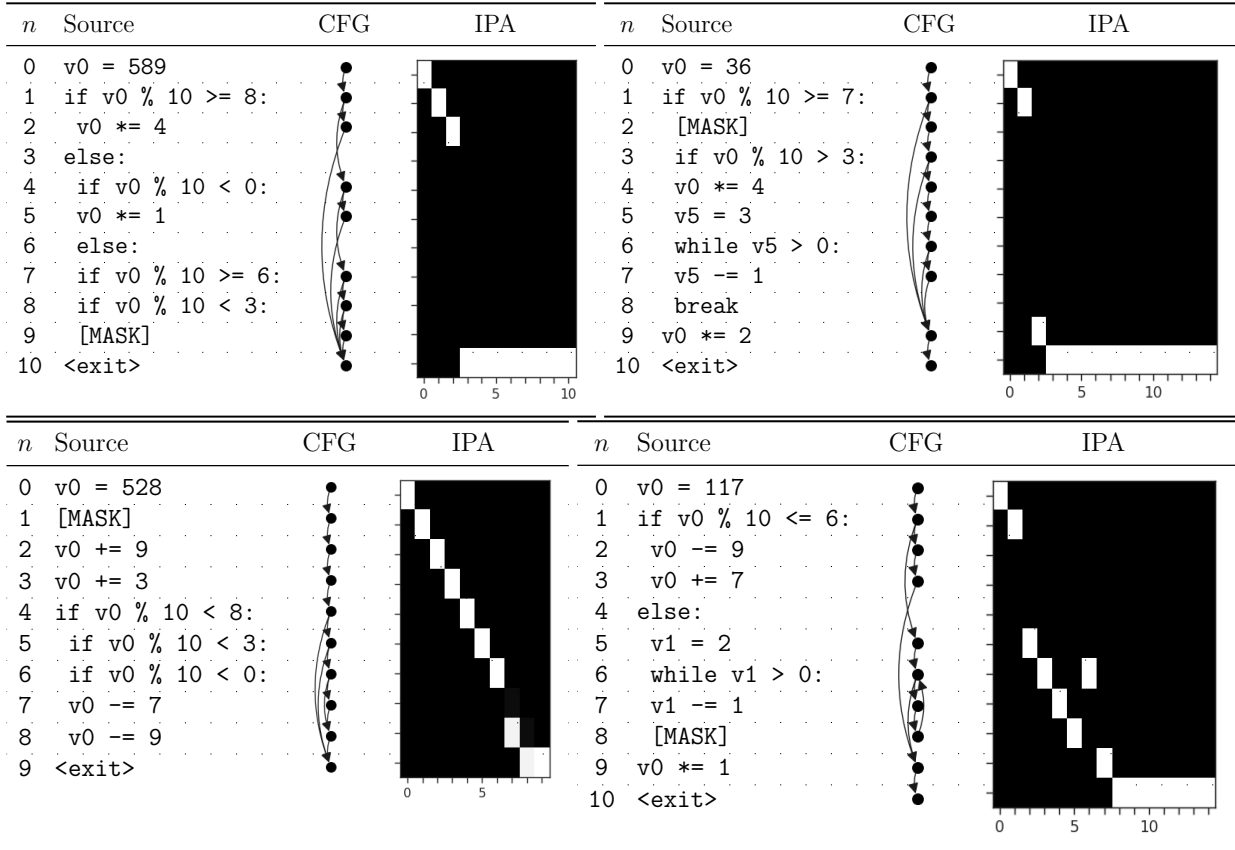 n Source CFG IPA
0 v0 = 589
1 if v0 % 10 >= 8:
2 v0 *= 4
3 else:
4 if v0 % 10 < 0:
5 v0 *= 1
6 else:
7 if v0 % 10 >= 6:
8 if v0 % 10 < 3:
9 [MASK]
10 <exit>
0 5 10
n Source CFG IPA
0 v0 = 36
1 if v0 % 10 >= 7:
2 [MASK]
3 if v0 % 10 > 3:
4 v0 *= 4
5 v5 = 3
6 while v5 > 0:
7 v5 -= 1
8 break
9 v0 *= 2
10 <exit>
0 5 10
n Source CFG IPA
0 v0 = 528
1 [MASK]
2 v0 += 9
3 v0 += 3
4 if v0 % 10 < 8:
5 if v0 % 10 < 3:
6 if v0 % 10 < 0:
7 v0 -= 7
8 v0 -= 9
9 <exit>
0 5
n Source CFG IPA
0 v0 = 117
1 if v0 % 10 <= 6:
2 v0 -= 9
3 v0 += 7
4 else:
5 v1 = 2
6 while v1 > 0:
7 v1 -= 1
8 [MASK]
9 v0 *= 1
10 <exit>
0 5 10